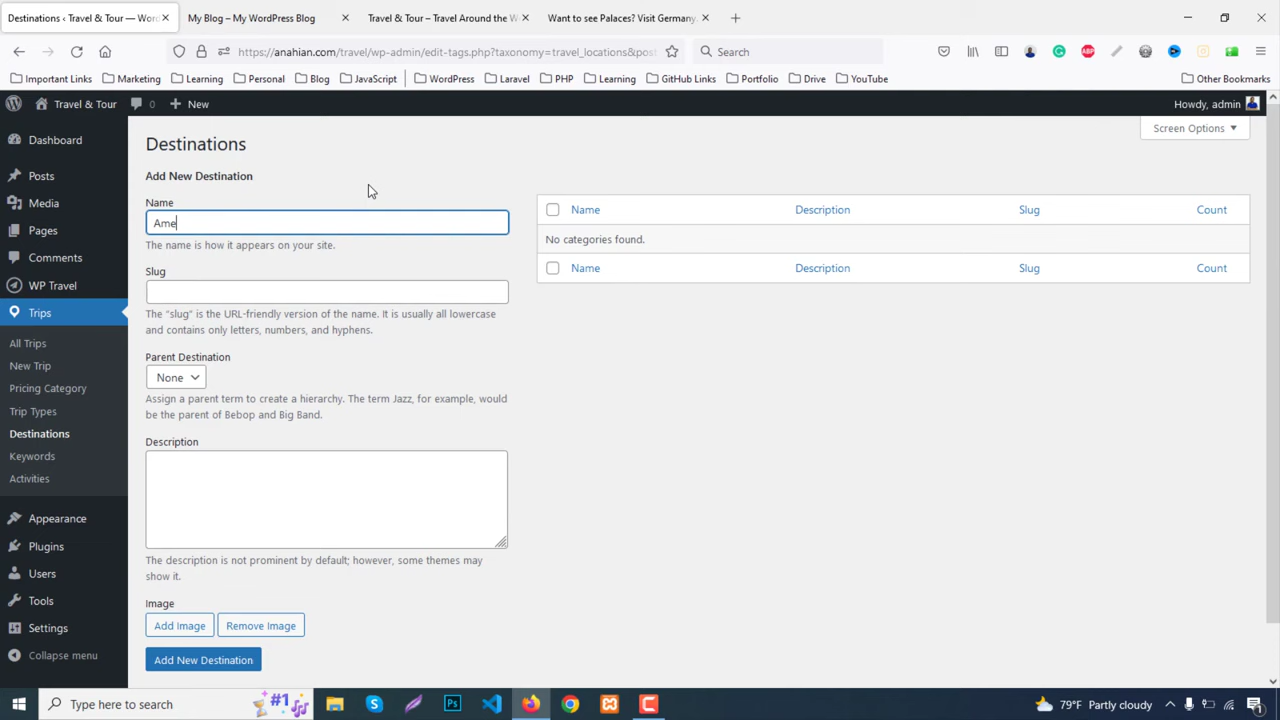 Destinations ‹ Travel & Tour — Wor
My Blog – My WordPress Blog
Travel & Tour – Travel Around the W
Want to see Palaces? Visit Germany.
https://anahian.com/travel/wp-admin/edit-tags.php?taxonomy=travel_locations&post
Search
Important Links
Marketing
Learning
Personal
Blog
JavaScript
WordPress
Laravel
PHP
Learning
GitHub Links
Portfolio
Drive
YouTube
Other Bookmarks
Travel & Tour
0
New
Howdy, admin
Screen Options
Dashboard
Posts
Media
Pages
Comments
WP Travel
Trips
All Trips
New Trip
Pricing Category
Trip Types
Destinations
Keywords
Activities
Appearance
Plugins
Users
Tools
Settings
Collapse menu
Destinations
Add New Destination
Name
Ame
The name is how it appears on your site.
Slug
The “slug” is the URL-friendly version of the name. It is usually all lowercase
and contains only letters, numbers, and hyphens.
Parent Destination
None
Assign a parent term to create a hierarchy. The term Jazz, for example, would
be the parent of Bebop and Big Band.
Description
The description is not prominent by default; however, some themes may
show it.
Image
Add Image
Remove Image
Add New Destination
Name Description Slug Count
No categories found.
Name Description Slug Count
Type here to search
#1
Ps
79°F Partly cloudy
1